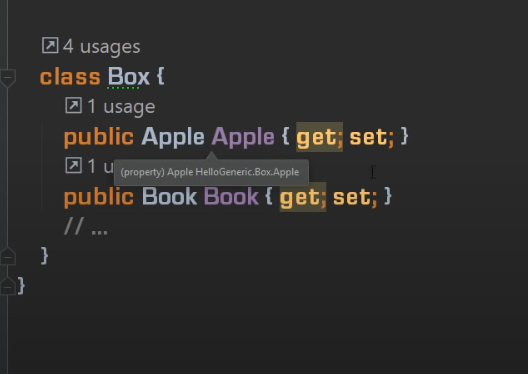 4 usages
class Box {
1 usage
public Apple Apple { get; set; }
1 u
(property) Apple HelloGeneric.Box.Apple
public Book Book { get; set; }
// ...
}
}